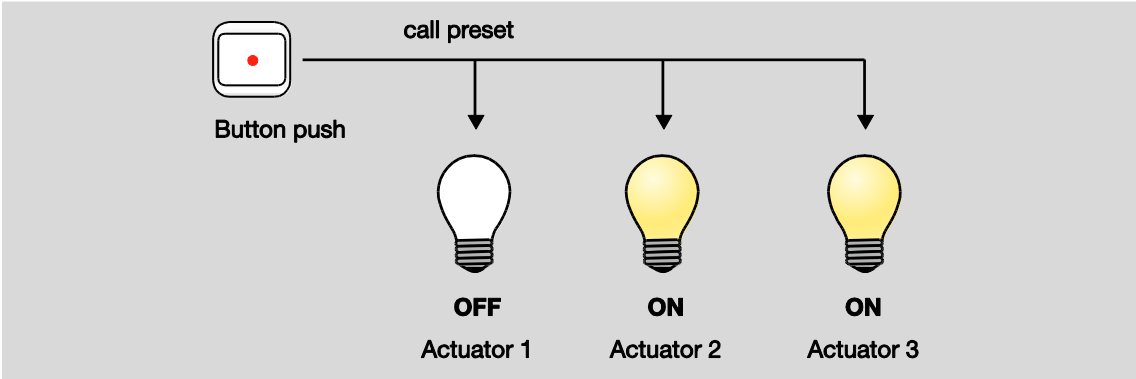 call preset
Button push
OFF
ON
ON
Actuator 1
Actuator 2
Actuator 3